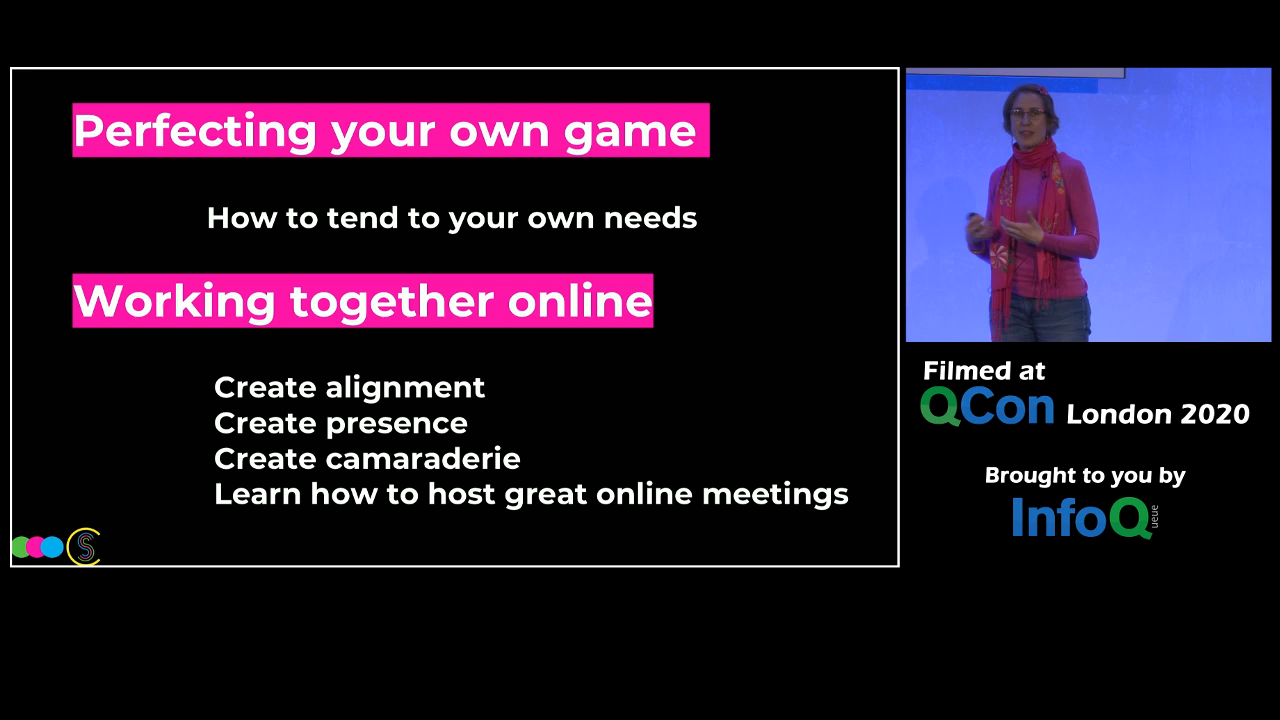 Perfecting your own game
How to tend to your own needs
Working together online
Create alignment
Create presence
Create camaraderie
Learn how to host great online meetings
Filmed at
QCon London 2020
Brought to you by
InfoQ
ueue